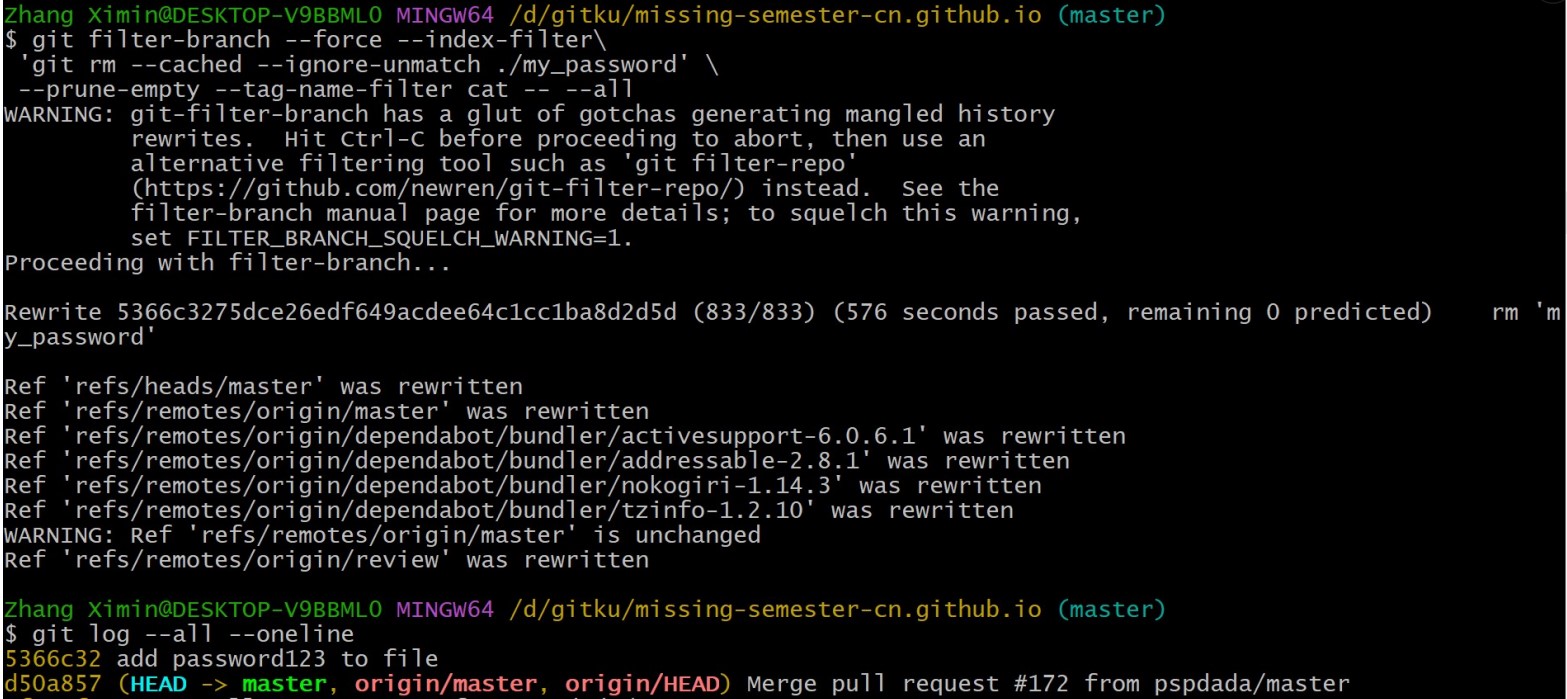 Zhang Ximin@DESKTOP-V9BBML0 MINGW64 /d/gitku/missing-semester-cn.github.io (master)
$ git filter-branch --force --index-filter\
 'git rm --cached --ignore-unmatch ./my_password' \
 --prune-empty --tag-name-filter cat -- --all
WARNING: git-filter-branch has a glut of gotchas generating mangled history
         rewrites.  Hit Ctrl-C before proceeding to abort, then use an
         alternative filtering tool such as 'git filter-repo'
         (https://github.com/newren/git-filter-repo/) instead.  See the
         filter-branch manual page for more details; to squelch this warning,
         set FILTER_BRANCH_SQUELCH_WARNING=1.
Proceeding with filter-branch...
Rewrite 5366c3275dce26edf649acdee64c1cc1ba8d2d5d (833/833) (576 seconds passed, remaining 0 predicted)    rm 'm
y_password'
Ref 'refs/heads/master' was rewritten
Ref 'refs/remotes/origin/master' was rewritten
Ref 'refs/remotes/origin/dependabot/bundler/activesupport-6.0.6.1' was rewritten
Ref 'refs/remotes/origin/dependabot/bundler/addressable-2.8.1' was rewritten
Ref 'refs/remotes/origin/dependabot/bundler/nokogiri-1.14.3' was rewritten
Ref 'refs/remotes/origin/dependabot/bundler/tzinfo-1.2.10' was rewritten
WARNING: Ref 'refs/remotes/origin/master' is unchanged
Ref 'refs/remotes/origin/review' was rewritten
Zhang Ximin@DESKTOP-V9BBML0 MINGW64 /d/gitku/missing-semester-cn.github.io (master)
$ git log --all --oneline
5366c32 add password123 to file
d50a857 (HEAD -> master, origin/master, origin/HEAD) Merge pull request #172 from pspdada/master